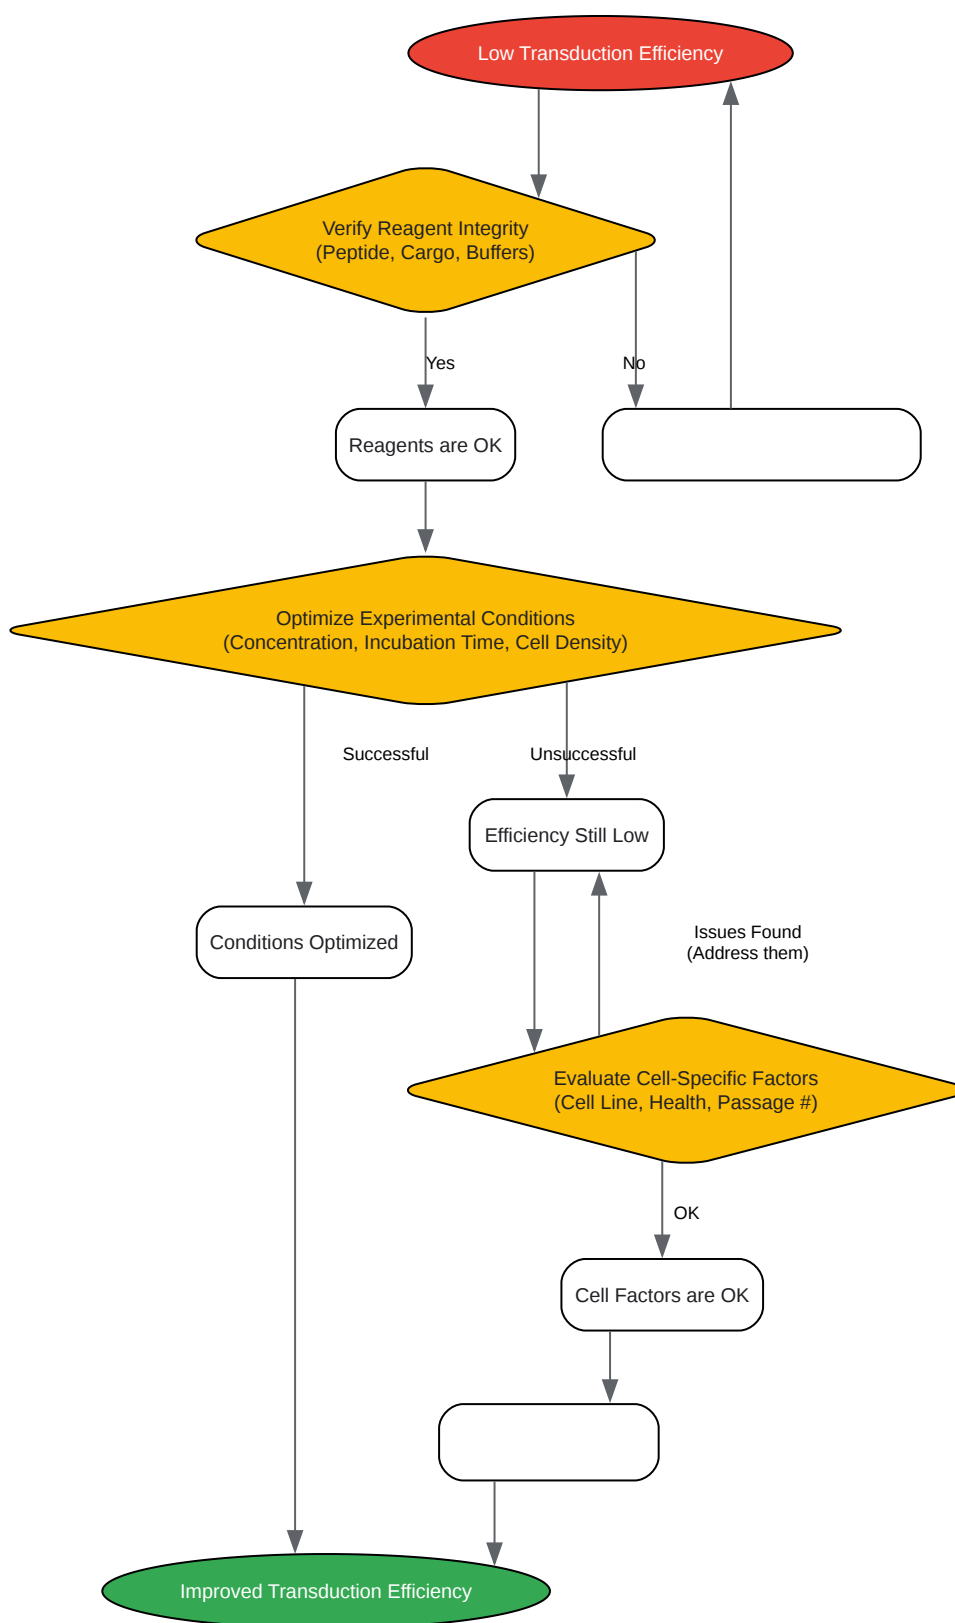 Low Transduction Efficiency
Verify Reagent Integrity
(Peptide, Cargo, Buffers)
Yes
No
Reagents are OK
Optimize Experimental Conditions
(Concentration, Incubation Time, Cell Density)
Successful
Unsuccessful
Efficiency Still Low
Conditions Optimized
Issues Found
(Address them)
Evaluate Cell-Specific Factors
(Cell Line, Health, Passage #)
OK
Cell Factors are OK
Improved Transduction Efficiency